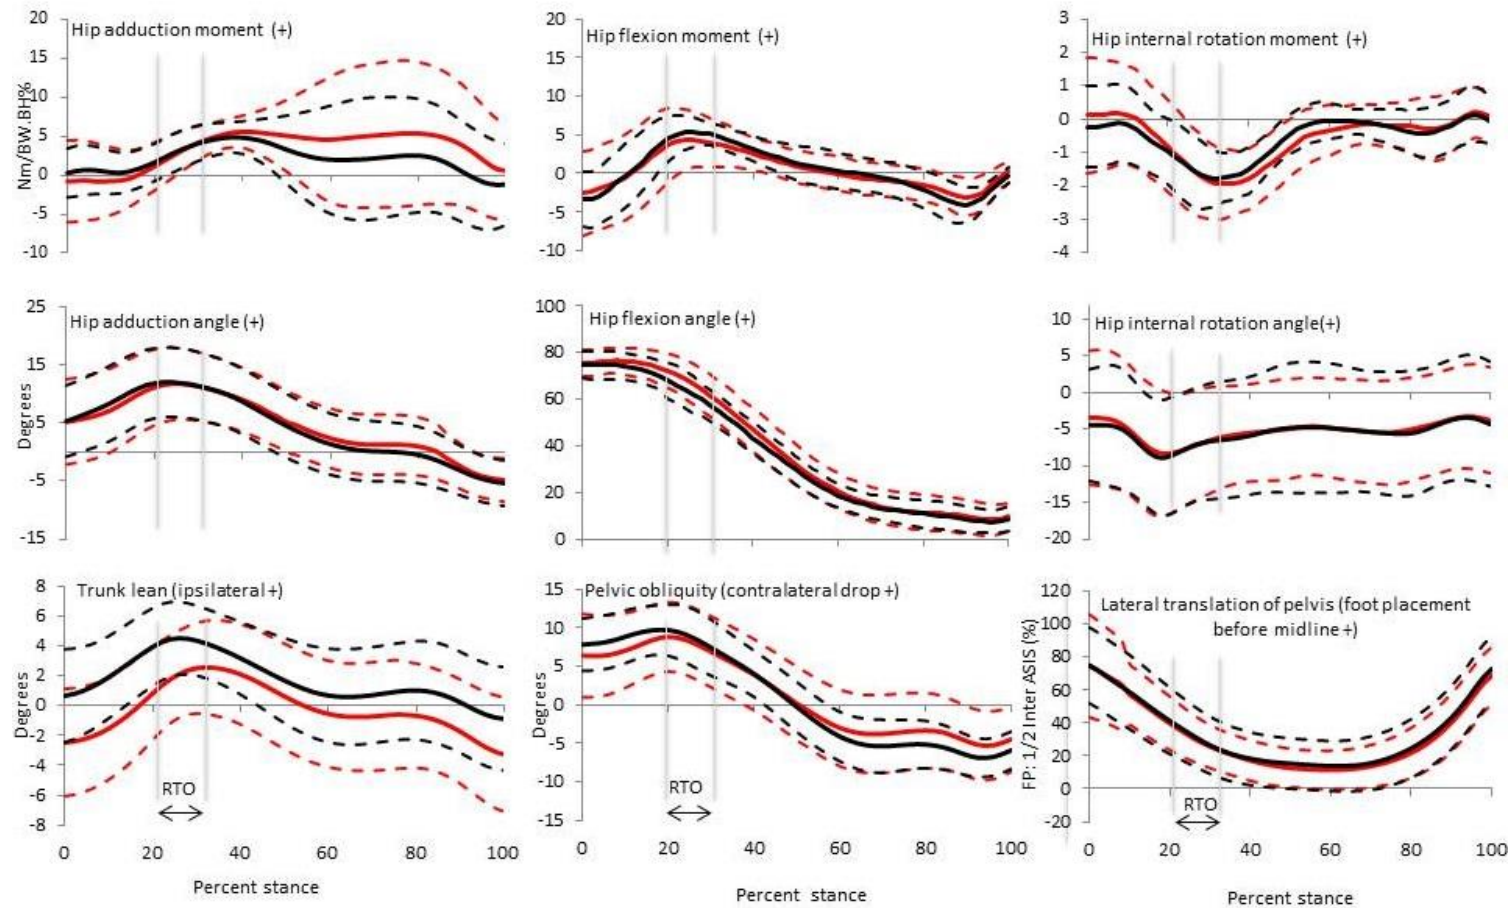 Hip adduction moment (+)
Nm/BW.BH%
20
15
10
5
0
-5
-10
Hip flexion moment (+)
20
15
10
5
0
-5
-10
Hip internal rotation moment (+)
3
2
1
0
-1
-2
-3
-4
Hip adduction angle (+)
Degrees
25
15
5
-5
-15
Hip flexion angle (+)
100
80
60
40
20
0
Hip internal rotation angle(+)
10
5
0
-5
-10
-15
-20
Trunk lean (ipsilateral +)
Degrees
8
6
4
2
0
-2
-4
-6
-8
RTO
0 20 40 60 80 100
Percent stance
Pelvic obliquity (contralateral drop +)
Degrees
15
10
5
0
-5
-10
-15
RTO
0 20 40 60 80 100
Percent stance
Lateral translation of pelvis (foot placement
before midline +)
FP: 1/2 Inter ASIS (%)
120
100
80
60
40
20
0
-20
RTO
0 20 40 60 80 100
Percent stance